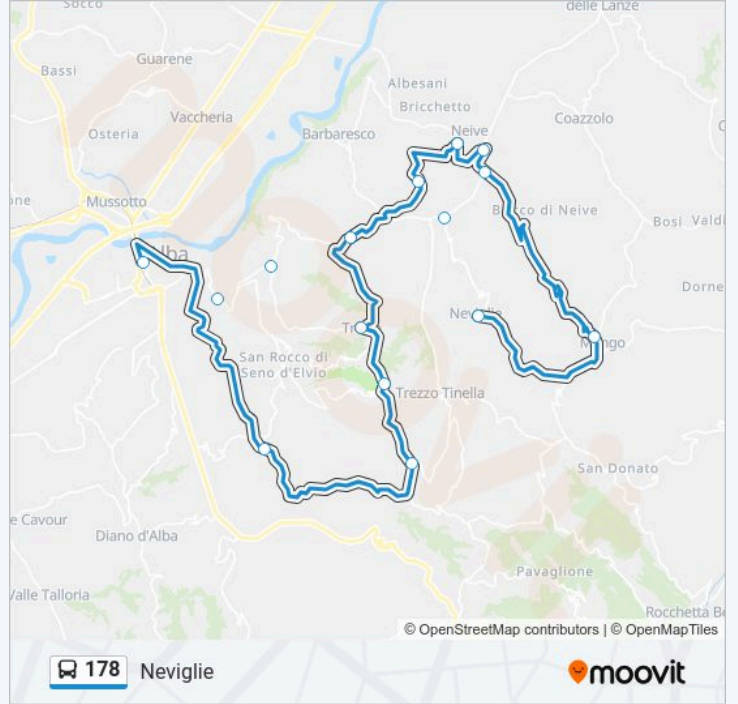 Socco
delle Lanze
Guarene
Bassi
Albesani
Bricchetto
Vaccheria
Coazzolo
Osteria
Barbaresco
Neive
Mussotto
Bricco di Neive
Bosi
Valdi
Alba
Dorne
Neviglie
Mango
Tr
San Rocco di
Seno d'Elvio
Trezzo Tinella
San Donato
e Cavour
Diano d'Alba
Pavaglione
Valle Talloria
Rocchetta Be
© OpenStreetMap contributors | © OpenMapTiles
178 Neviglie
moovit